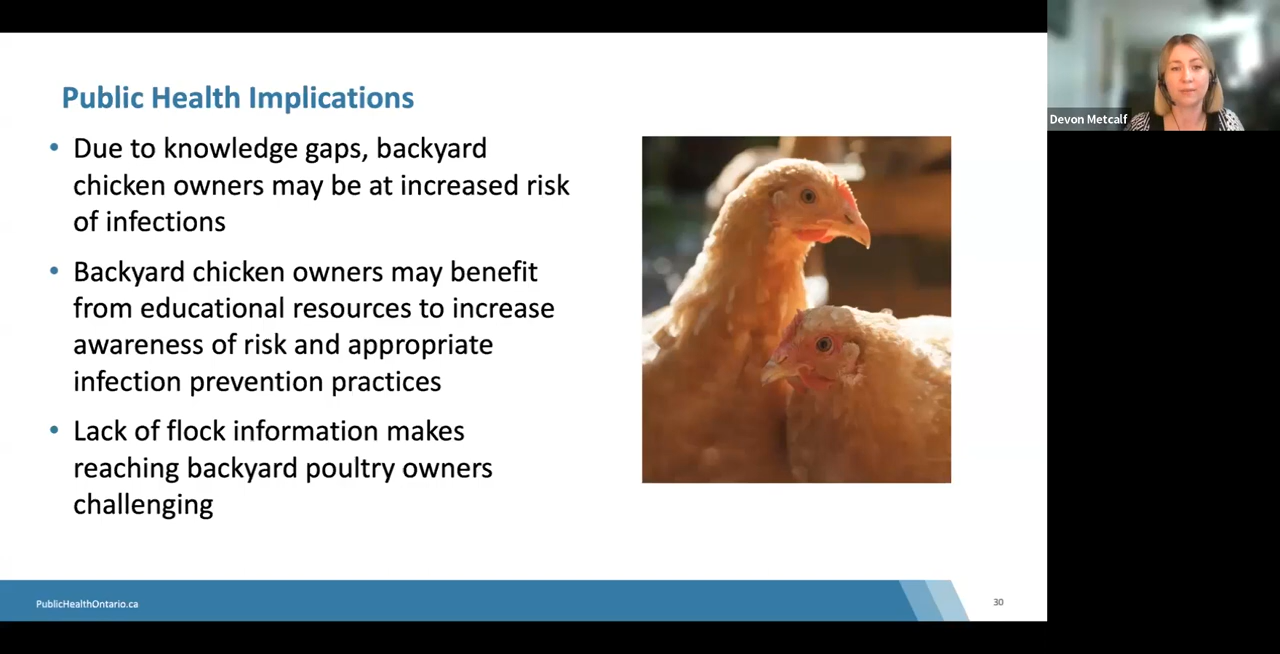 Public Health Implications
• Due to knowledge gaps, backyard
chicken owners may be at increased risk
of infections
• Backyard chicken owners may benefit
from educational resources to increase
awareness of risk and appropriate
infection prevention practices
• Lack of flock information makes
reaching backyard poultry owners
challenging
PublicHealthOntario.ca
30
Devon Metcalf